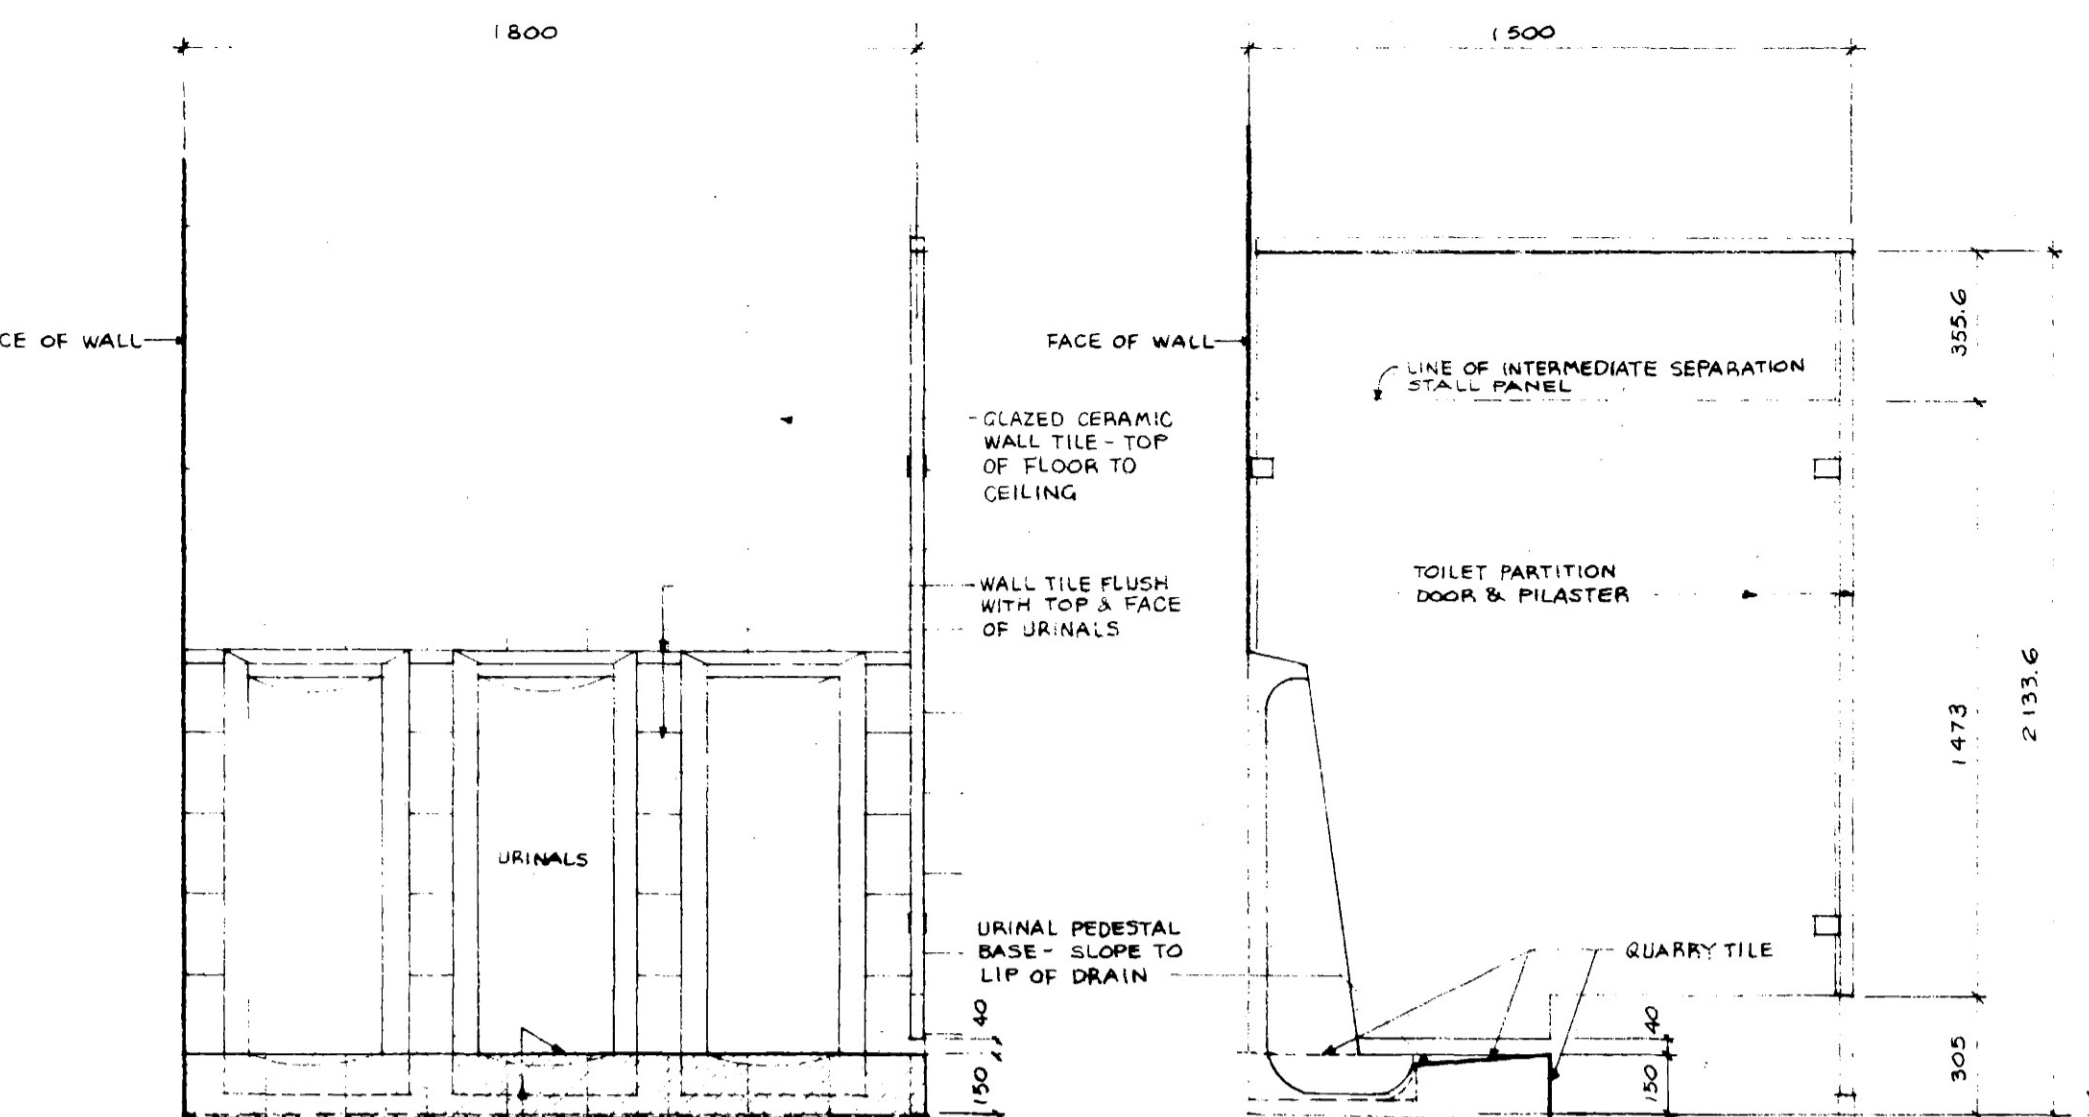 1800
1500
CE OF WALL
FACE OF WALL
LINE OF INTERMEDIATE SEPARATION
STALL PANEL
355.6
GLAZED CERAMIC
WALL TILE - TOP
OF FLOOR TO
CEILING
WALL TILE FLUSH
WITH TOP & FACE
OF URINALS
TOILET PARTITION
DOOR & PILASTER
1473
2133.6
URINALS
URINAL PEDESTAL
BASE - SLOPE TO
LIP OF DRAIN
QUARRY TILE
40
150
40
150
305